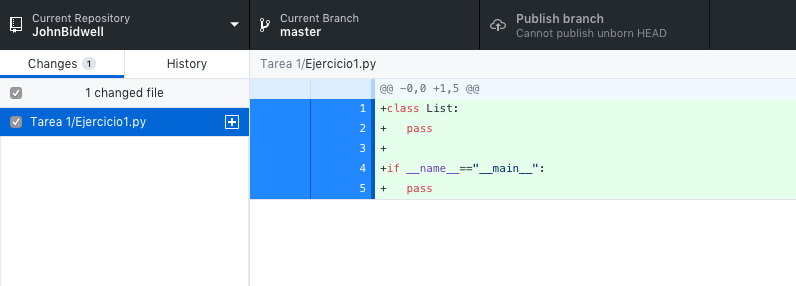 Current Repository
JohnBidwell
Current Branch
master
Publish branch
Cannot publish unborn HEAD
Changes 1
History
Tarea 1/Ejercicio1.py
1 changed file
@@ -0,0 +1,5 @@
Tarea 1/Ejercicio1.py
1 +class List:
2 + pass
3 +
4 +if __name__=="__main__":
5 + pass